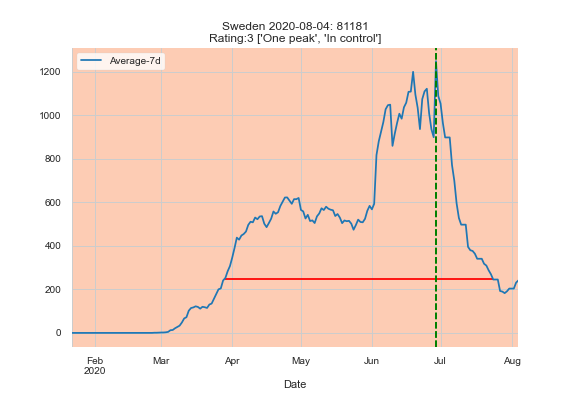 Sweden 2020-08-04: 81181
Rating:3 ['One peak', 'In control']
Average-7d
1200
1000
800
600
400
200
0
Feb Mar Apr May Jun Jul Aug
2020
Date